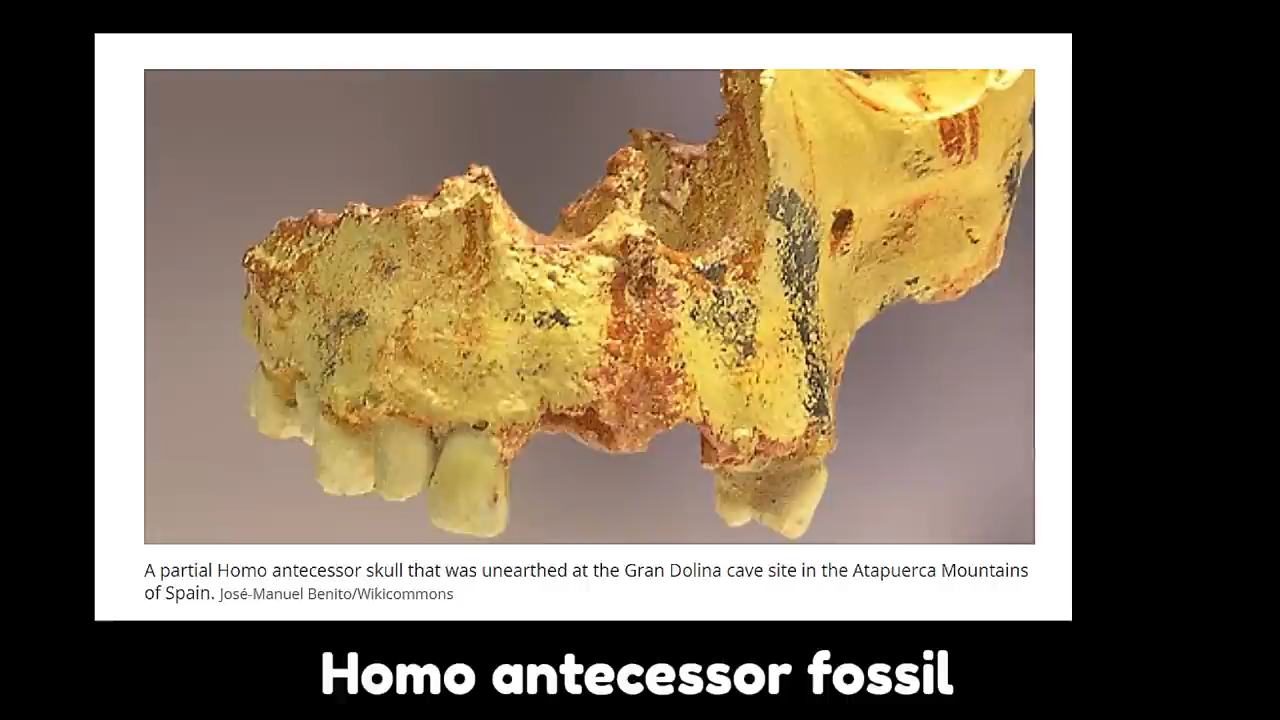 A partial Homo antecessor skull that was unearthed at the Gran Dolina cave site in the Atapuerca Mountains
of Spain. José-Manuel Benito/Wikicommons
Homo antecessor fossil